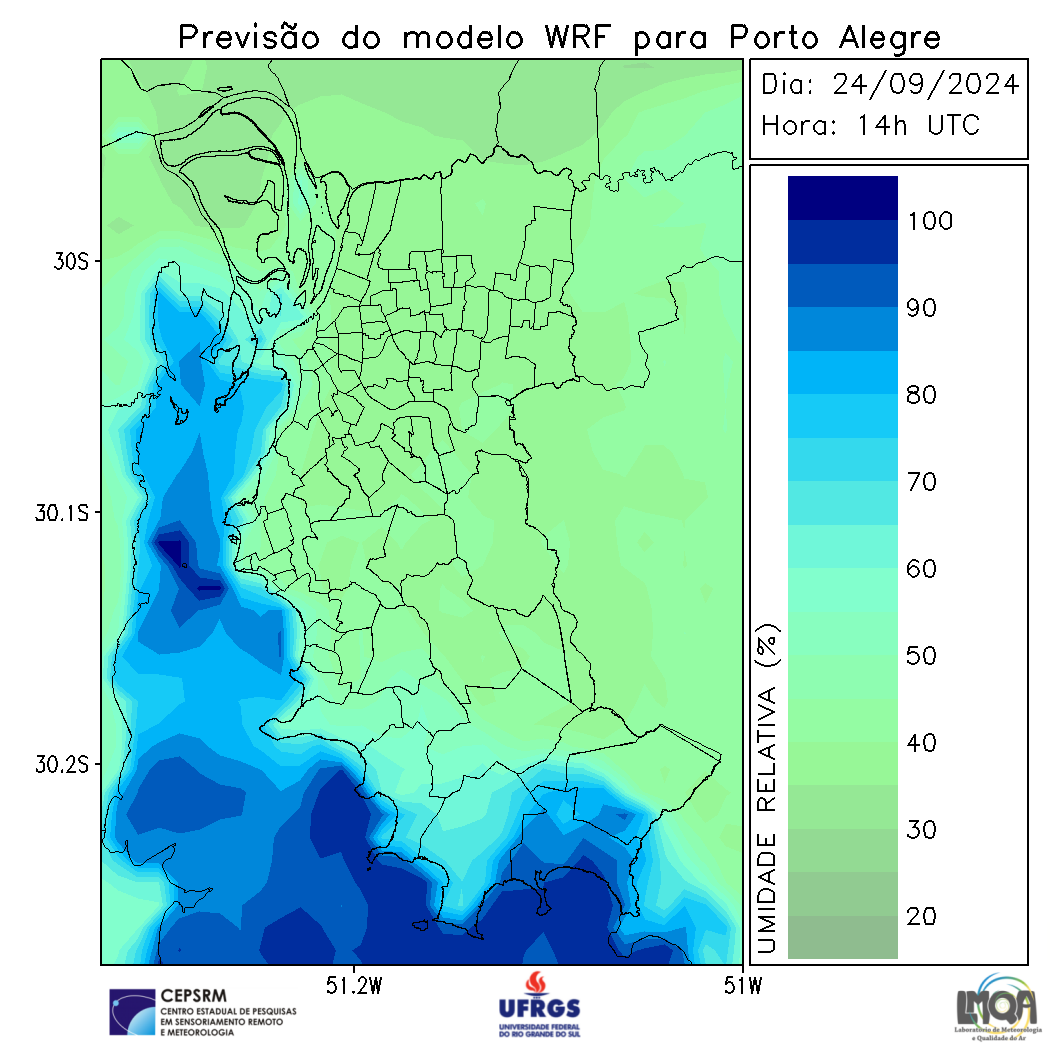 Previsão do modelo WRF para Porto Alegre
Dia: 24/09/2024
Hora: 14h UTC
30S
30.1S
30.2S
51.2W
51W
UMIDADE RELATIVA (%)
100
90
80
70
60
50
40
30
20
CEPSRM
CENTRO ESTADUAL DE PESQUISAS
EM SENSORIAMENTO REMOTO
E METEOROLOGIA
UFRGS
UNIVERSIDADE FEDERAL
DO RIO GRANDE DO SUL
LMQA
Laboratório de Meteorologia
e Qualidade do Ar